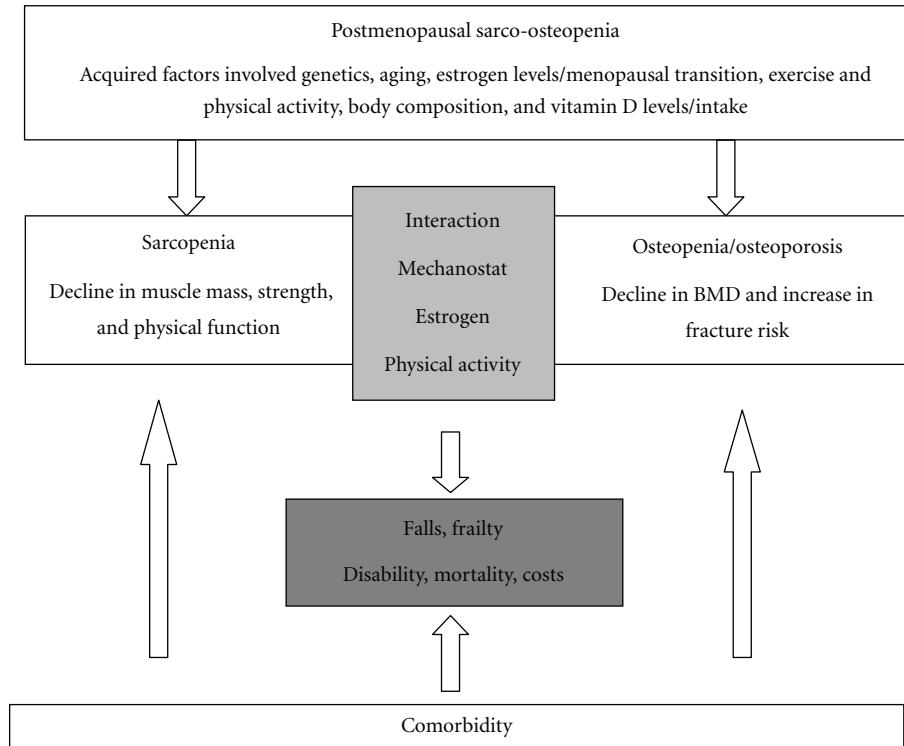 Postmenopausal sarco-osteopenia
Acquired factors involved genetics, aging, estrogen levels/menopausal transition, exercise and
physical activity, body composition, and vitamin D levels/intake
Sarcopenia
Decline in muscle mass, strength,
and physical function
Interaction
Mechanostat
Estrogen
Physical activity
Osteopenia/osteoporosis
Decline in BMD and increase in
fracture risk
Falls, frailty
Disability, mortality, costs
Comorbidity